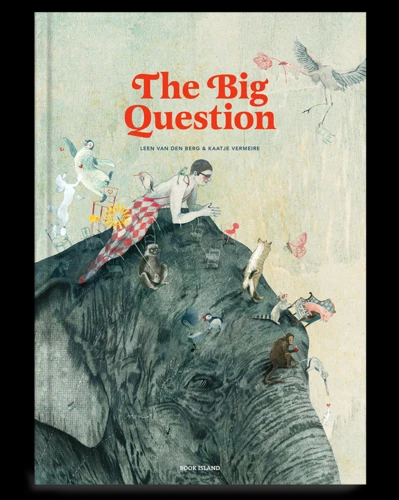 The Big
Question
LEEN VAN DEN BERG & KAATJE VERMEIRE
BOOK ISLAND